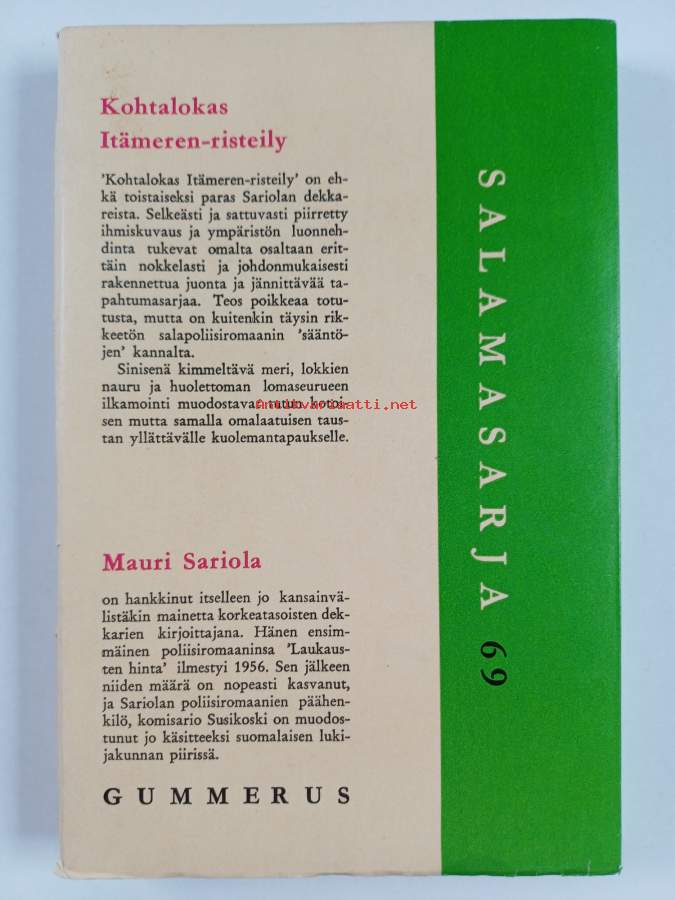 Kohtalokas
Itämeren-risteily
'Kohtalokas Itämeren-risteily' on eh-
kä toistaiseksi paras Sariolan dekka-
reista. Selkeästi ja sattuvasti piirretty
ihmiskuvaus ja ympäristön luonneh-
dinta tukevat omalta osaltaan erit-
täin nokkelasti ja johdonmukaisesti
rakennettua juonta ja jännittävää ta-
pahtumasarjaa. Teos poikkeaa totu-
tusta, mutta on kuitenkin täysin rik-
keetön salapoliisiromaanin 'sääntö-
jen' kannalta.
Sinisenä kimmeltävä meri, lokkien
nauru ja huolettoman lomaseurueen
ilkamointi muodostavat
sen mutta samalla omalaatuisen taus-
tan yllättävälle kuolemantapaukselle.
antikvariaatti.net
Mauri Sariola
on hankkinut itselleen jo kansainvä-
listäkin mainetta korkeatasoisten dek-
karien kirjoittajana. Hänen ensim-
mäinen poliisiromaaninsa 'Laukaus-
ten hinta' ilmestyi 1956. Sen jälkeen
niiden määrä on nopeasti kasvanut,
ja Sariolan poliisiromaanien päähen-
kilö, komisario Susikoski on muodos-
tunut jo käsitteeksi suomalaisen luki-
jakunnan piirissä.
GUMMERUS
SALAMASARJA 69